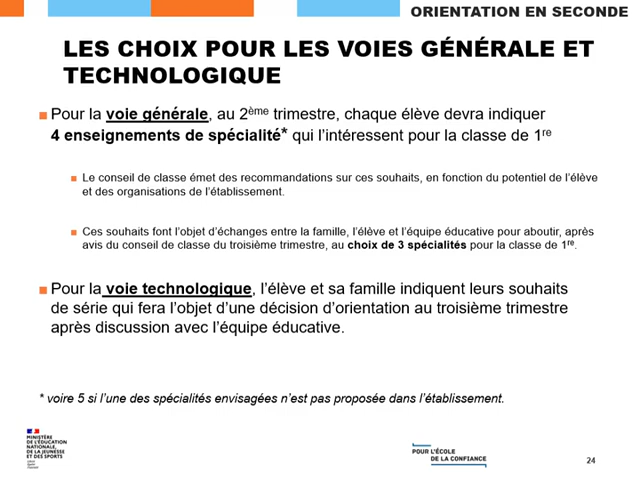 ORIENTATION EN SECONDE
LES CHOIX POUR LES VOIES GÉNÉRALE ET
TECHNOLOGIQUE
Pour la voie générale, au 2ème trimestre, chaque élève devra indiquer
4 enseignements de spécialité* qui l'intéressent pour la classe de 1re
Le conseil de classe émet des recommandations sur ces souhaits, en fonction du potentiel de l'élève
et des organisations de l'établissement.
Ces souhaits font l'objet d'échanges entre la famille, l'élève et l'équipe éducative pour aboutir, après
avis du conseil de classe du troisième trimestre, au choix de 3 spécialités pour la classe de 1re.
Pour la voie technologique, l'élève et sa famille indiquent leurs souhaits
de série qui fera l'objet d'une décision d'orientation au troisième trimestre
après discussion avec l'équipe éducative.
* voire 5 si l'une des spécialités envisagées n'est pas proposée dans l'établissement.
MINISTÈRE
DE L'ÉDUCATION
NATIONALE,
DE LA JEUNESSE
ET DES SPORTS
POUR L'ÉCOLE
DE LA CONFIANCE
24